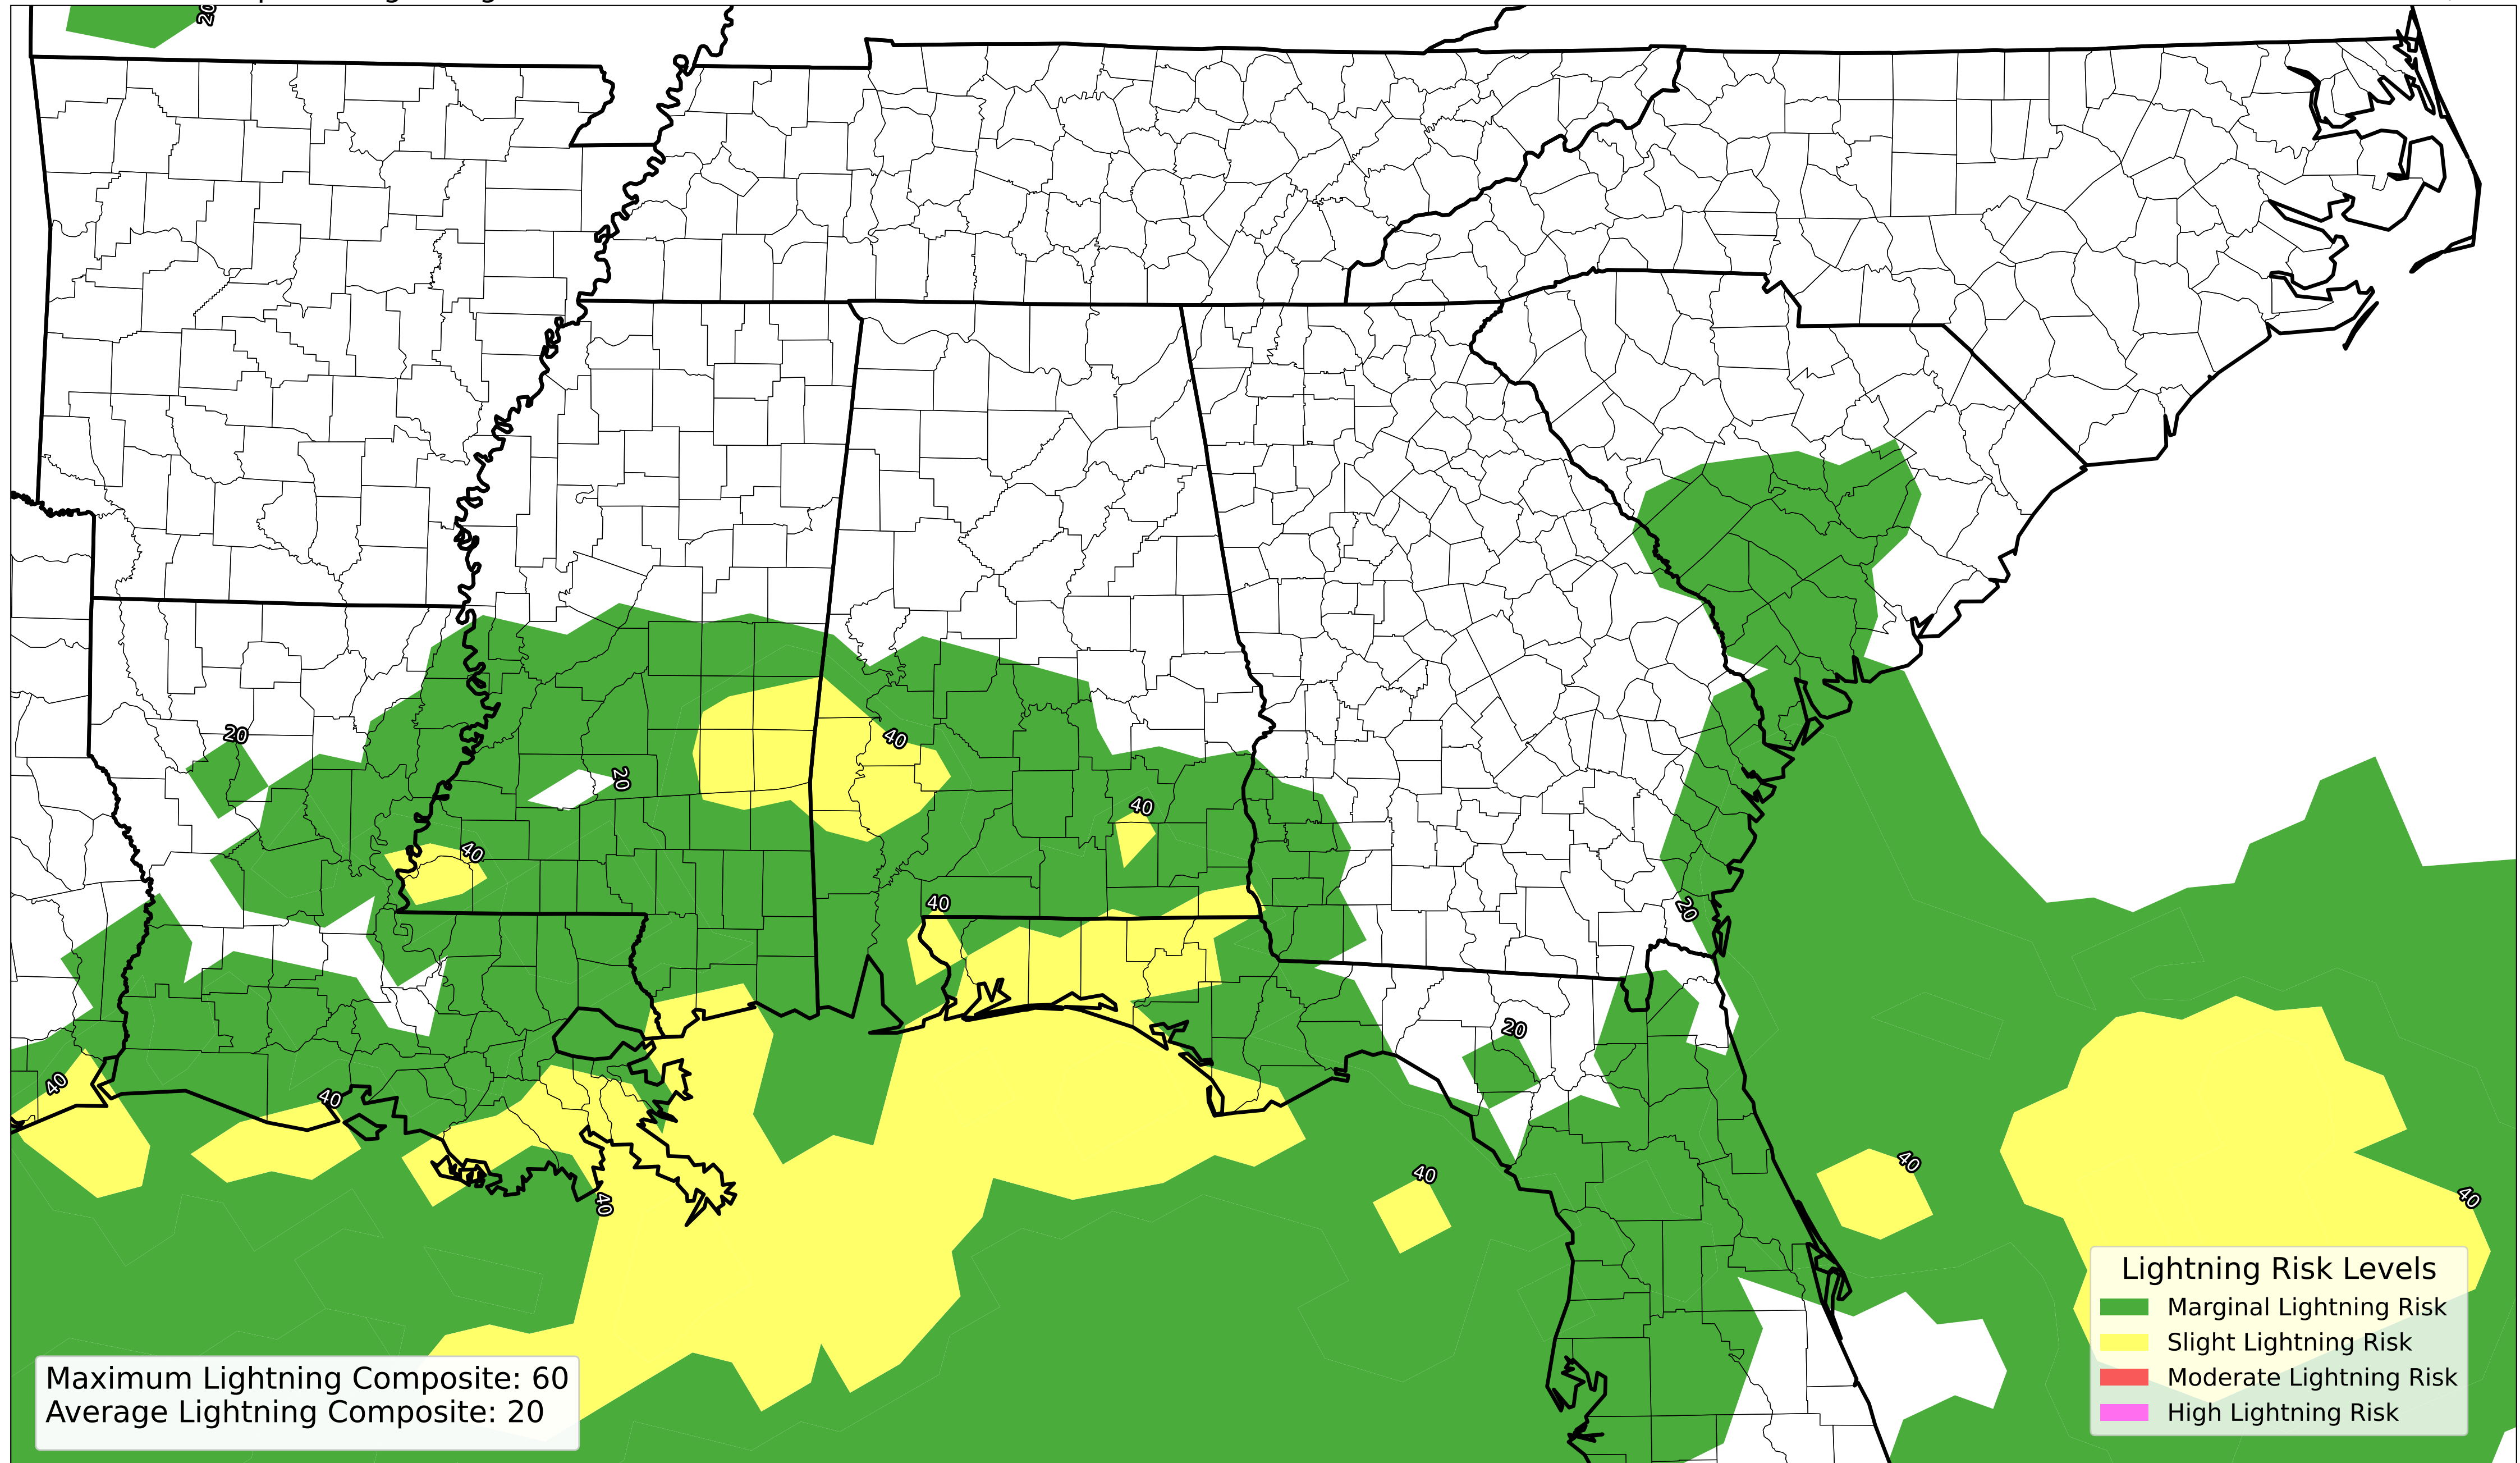 20
20
40
20
40
40
40
20
20
40
40
40
40
40
40
Lightning Risk Levels
Marginal Lightning Risk
Slight Lightning Risk
Moderate Lightning Risk
High Lightning Risk
Maximum Lightning Composite: 60
Average Lightning Composite: 20